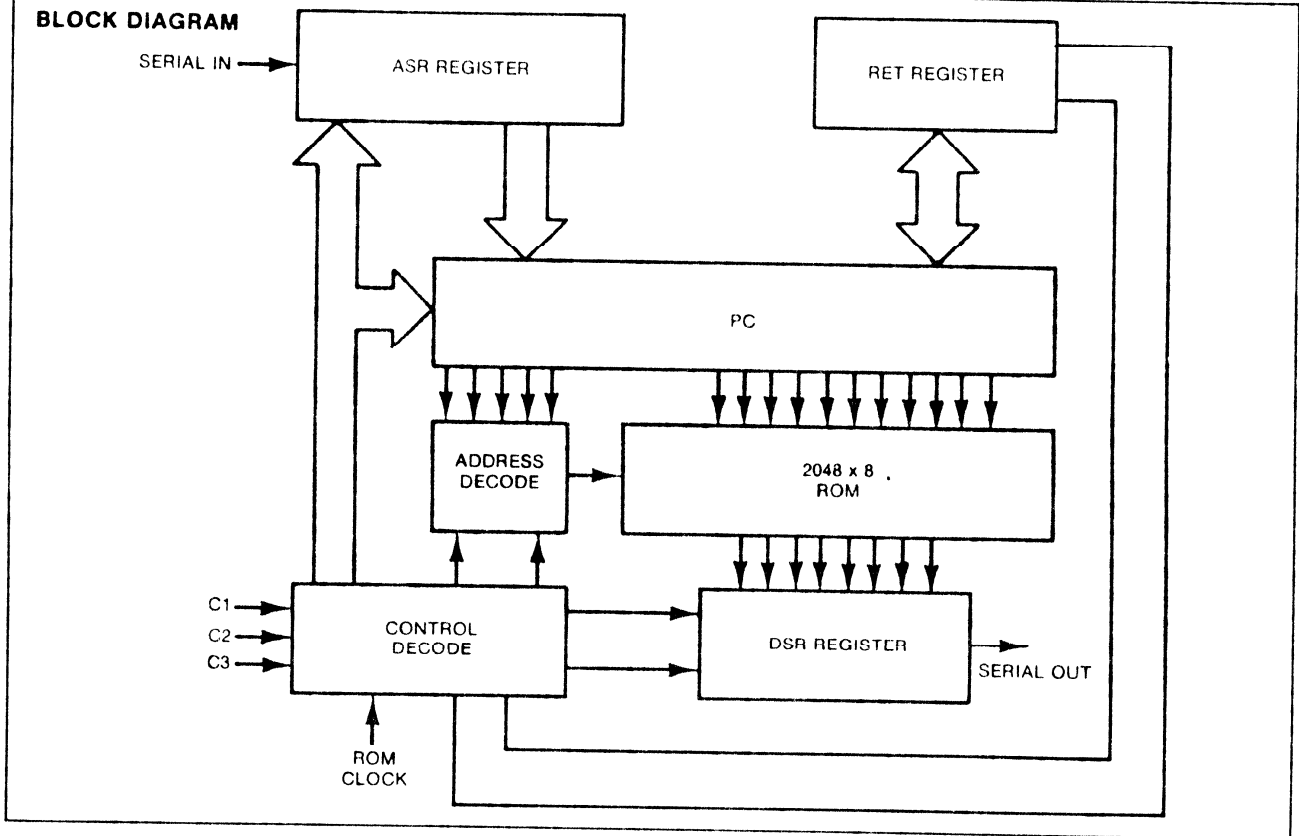 BLOCK DIAGRAM
SERIAL IN
ASR REGISTER
RET REGISTER
PC
ADDRESS
DECODE
2048 x 8
ROM
C1
C2
C3
CONTROL
DECODE
DSR REGISTER
SERIAL OUT
ROM
CLOCK